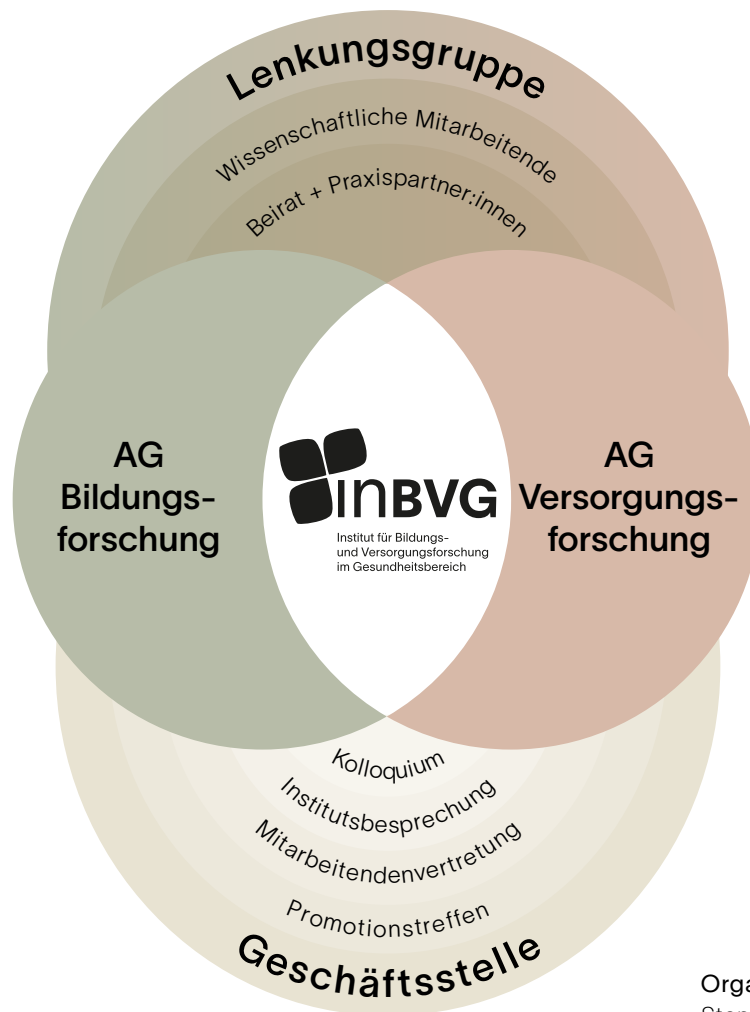 Lenkungsgruppe
Wissenschaftliche Mitarbeitende
Beirat + Praxispartner:innen
AG
Bildungs-
forschung
inBVG
Institut für Bildungs-
und Versorgungsforschung
im Gesundheitsbereich
AG
Versorgungs-
forschung
Kolloquium
Institutsbesprechung
Mitarbeitendenvertretung
Promotionstreffen
Geschäftsstelle
Orga